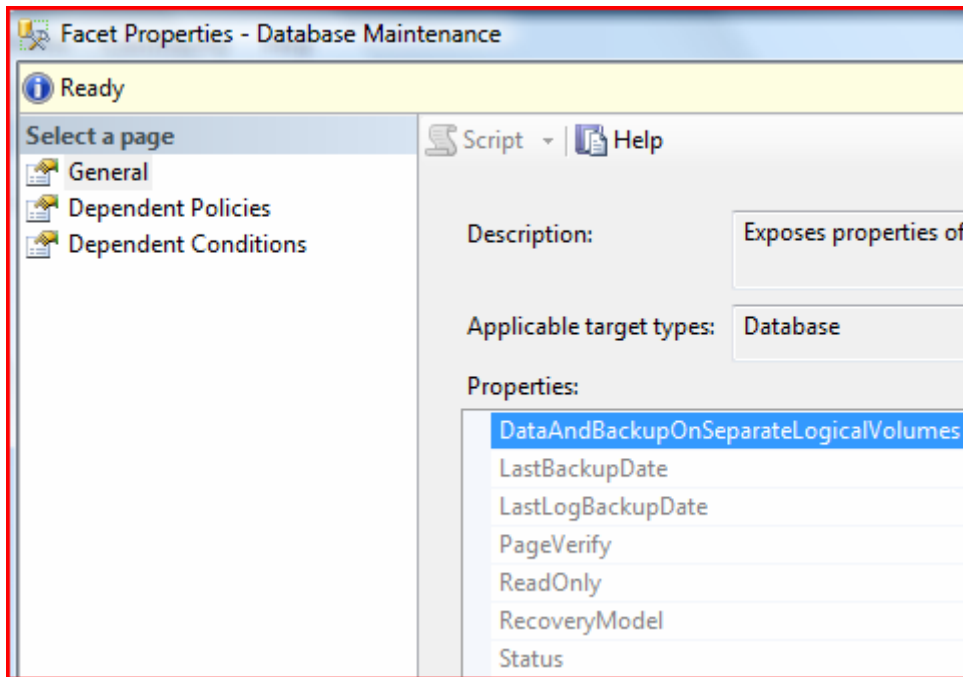 Facet Properties - Database Maintenance
Ready
Select a page
General
Dependent Policies
Dependent Conditions
Script
Help
Description:
Exposes properties of
Applicable target types:
Database
Properties:
DataAndBackupOnSeparateLogicalVolumes
LastBackupDate
LastLogBackupDate
PageVerify
ReadOnly
RecoveryModel
Status